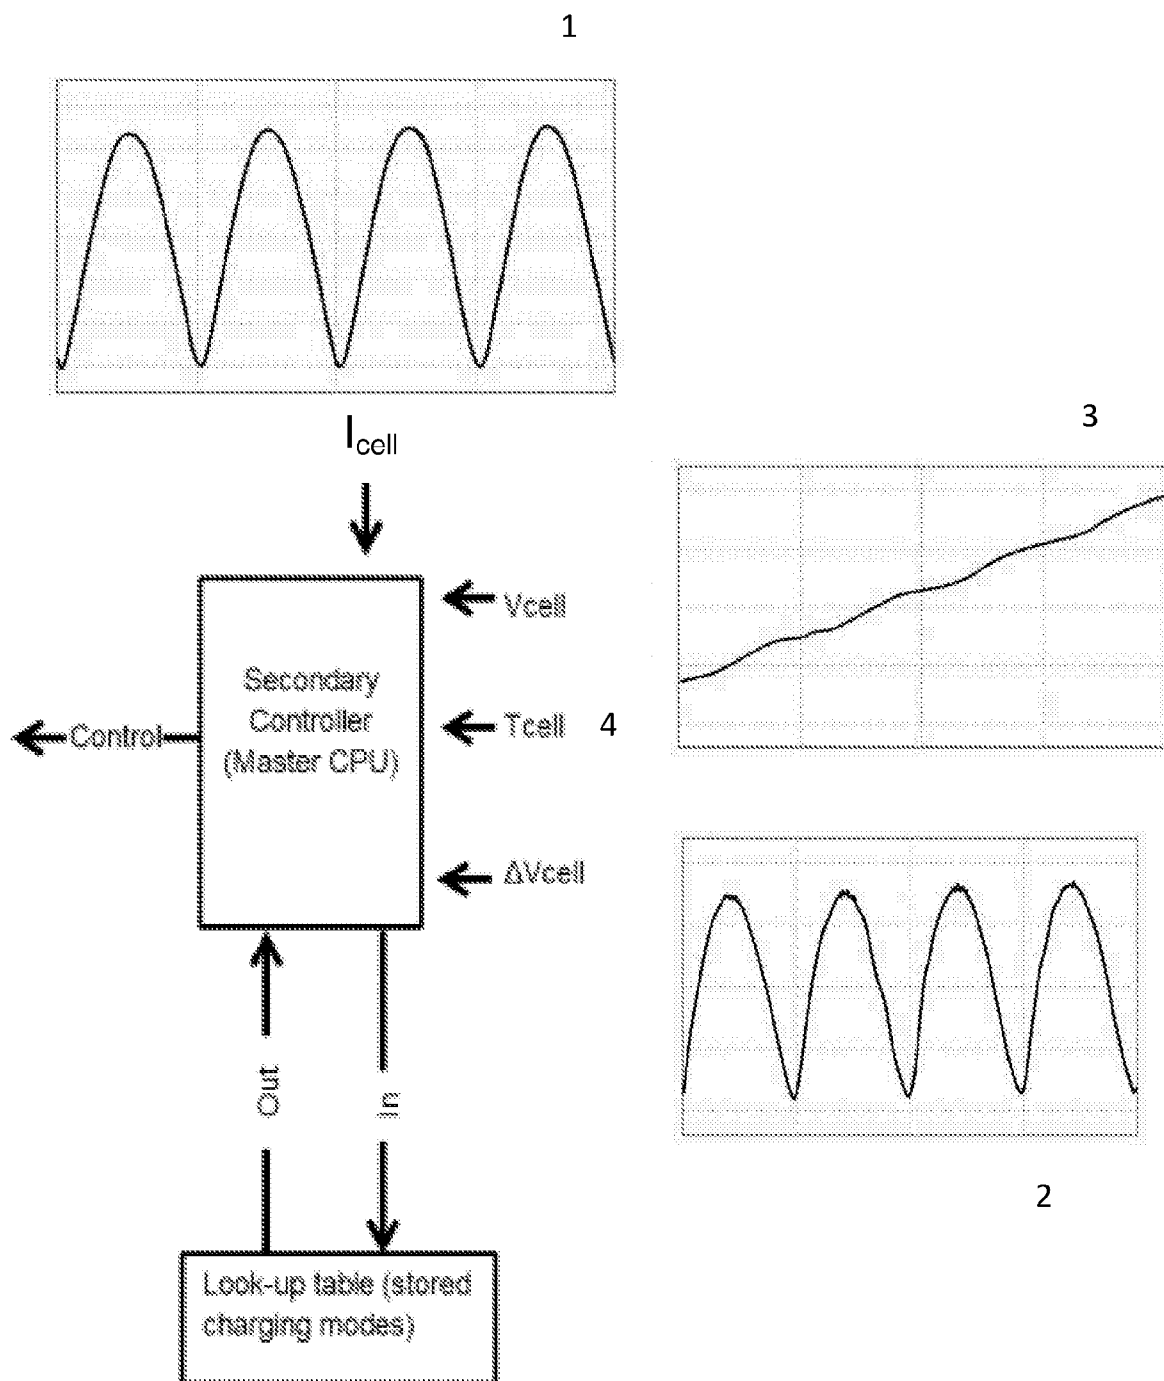 1
I cell
3
Vcell
Secondary
Controller
(Master CPU)
Control
Tcell 4
ΔVcell
Out
In
2
Look-up table (stored
charging modes)